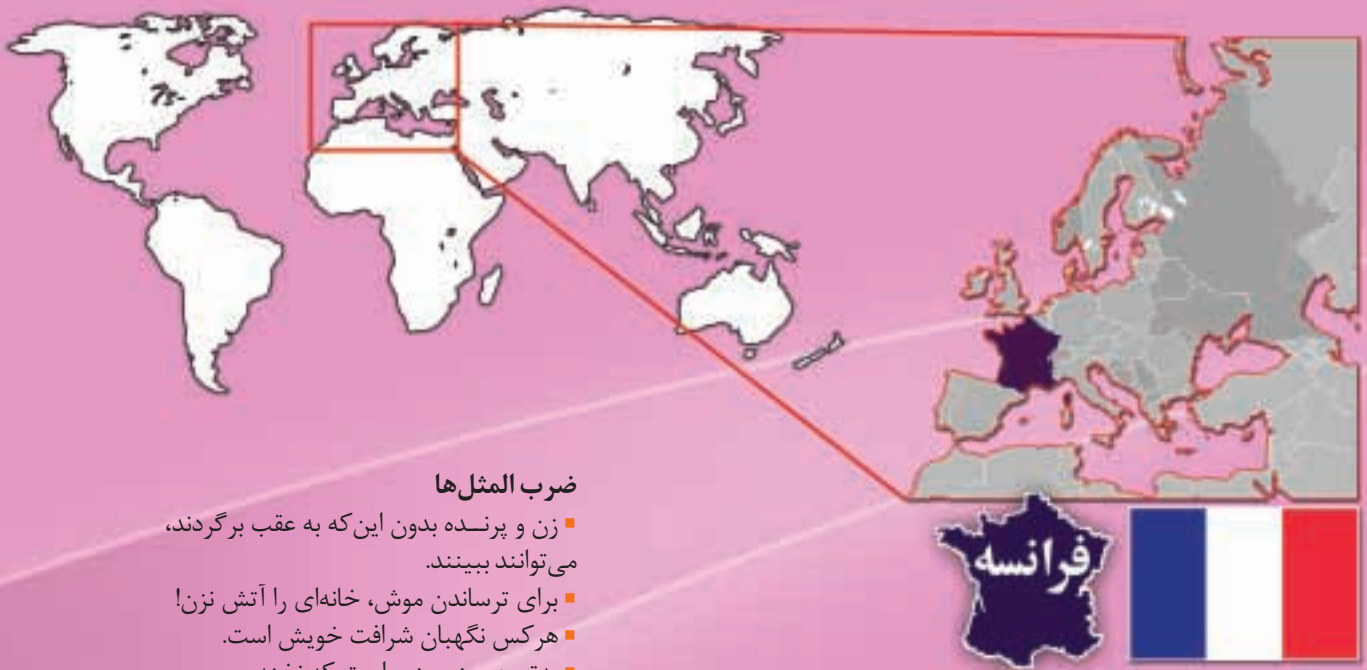 ضرب المثل‌ها
زن و پرنده بدون این‌که به عقب برگردند،
می‌توانند ببینند.
برای ترساندن موش، خانه‌ای را آتش نزن!
هرکس نگهبان شرافت خویش است.
فرانسه